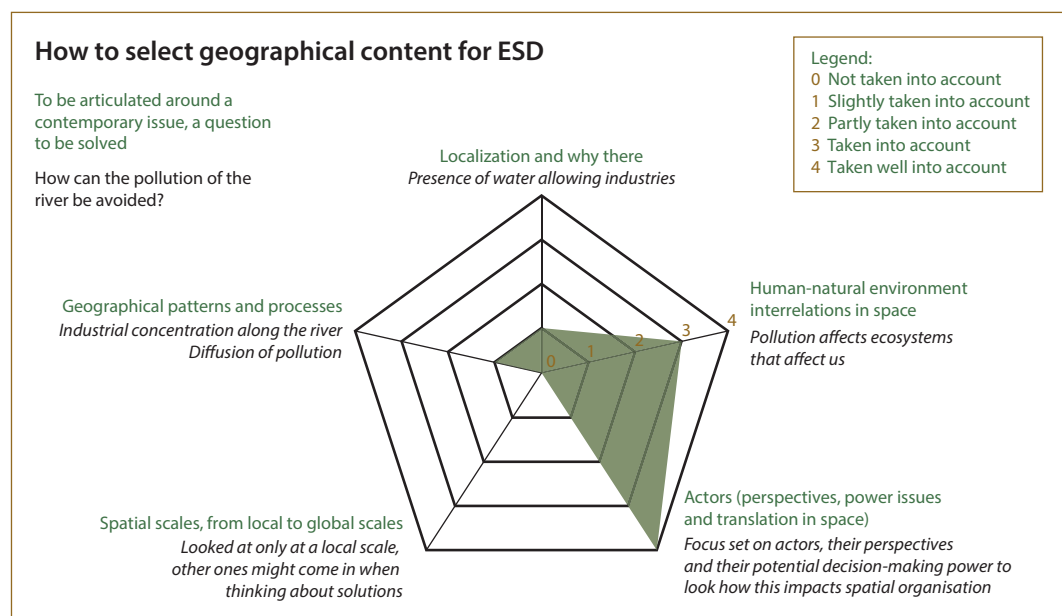 How to select geographical content for ESD
To be articulated around a
contemporary issue, a question
to be solved
How can the pollution of the
river be avoided?
Legend:
0 Not taken into account
1 Slightly taken into account
2 Partly taken into account
3 Taken into account
4 Taken well into account
Localization and why there
Presence of water allowing industries
Geographical patterns and processes
Industrial concentration along the river
Diffusion of pollution
Human-natural environment
interrelations in space
Pollution affects ecosystems
that affect us
0
1
2
3
4
Spatial scales, from local to global scales
Looked at only at a local scale,
other ones might come in when
thinking about solutions
Actors (perspectives, power issues
and translation in space)
Focus set on actors, their perspectives
and their potential decision-making power to
look how this impacts spatial organisation